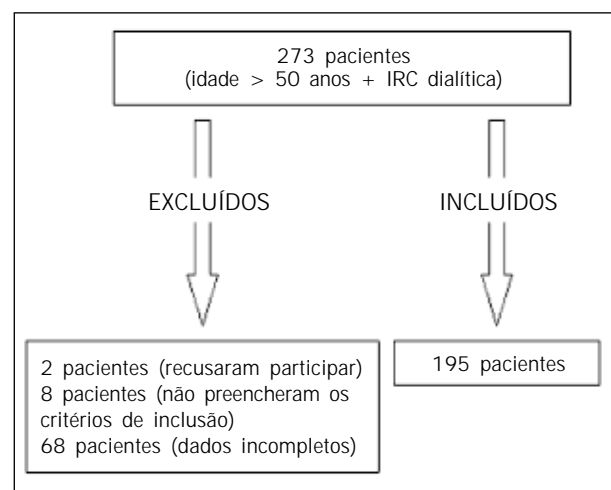 273 pacientes
(idade > 50 anos + IRC dialítica)
EXCLUÍDOS
INCLUÍDOS
2 pacientes (recusaram participar)
8 pacientes (não preencheram os
critérios de inclusão)
68 pacientes (dados incompletos)
195 pacientes